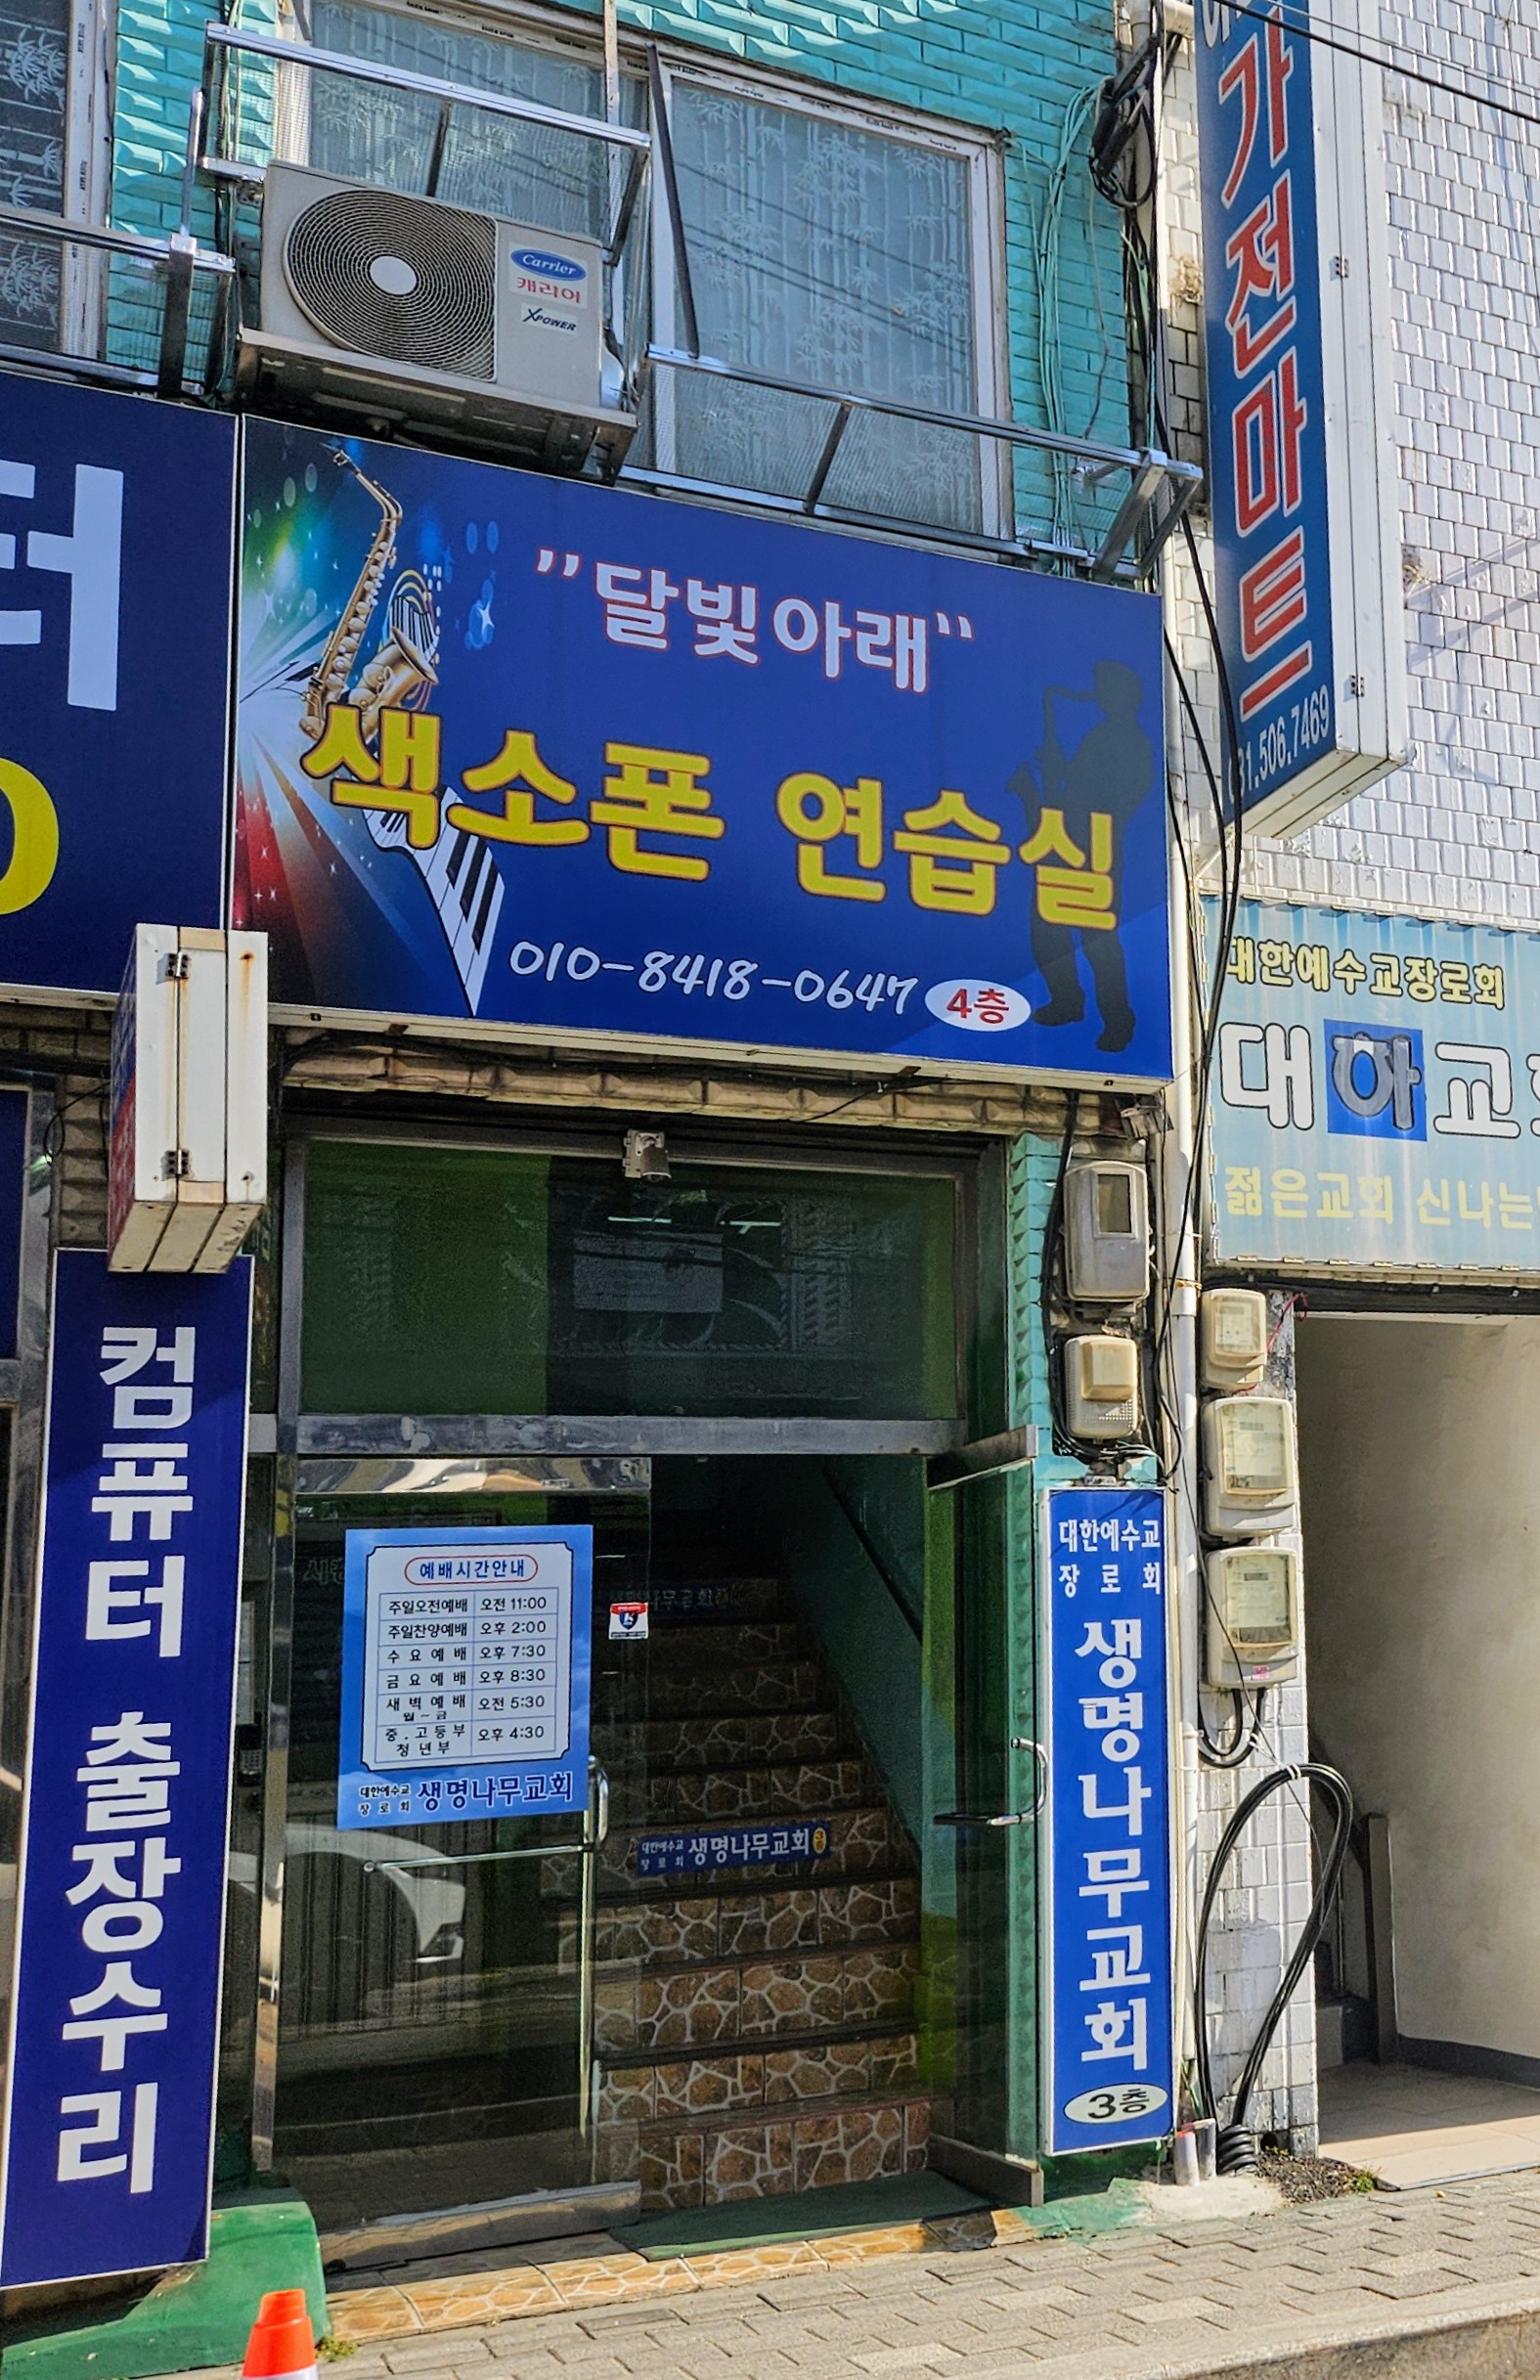 Carrier
캐리어
XPOWER
가전마트
31.506.7469
터
"달빛아래"
색소폰 연습실
010-8418-0647 4층
대한예수교장로회
대하교
젊은교회 신나는
컴퓨터 출장수리
예배시간안내
주일오전예배 오전 11:00
주일찬양예배 오후 2:00
수요예배 오후 7:30
금요예배 오후 8:30
새벽예배 월~금 오전 5:30
중.고등부 청년부 오후 4:30
대한예수교
장로회 생명나무교회
대한예수교
장로회 생명나무교회 3층
대한예수교
장로회
생명나무교회
3층